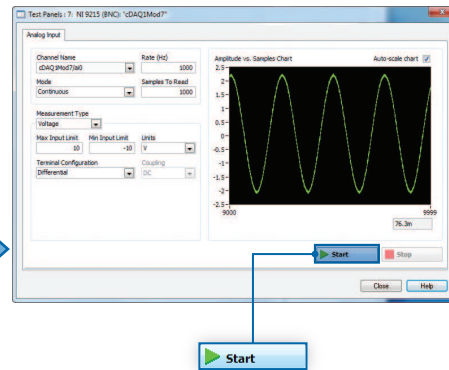 Test Panels : 7: NI 9215 (BNC): "cDAQ1Mod7"
Analog Input
Channel Name
cDAQ1Mod7/ai0
Rate (Hz)
1000
Mode
Continuous
Samples To Read
1000
Measurement Type
Voltage
Max Input Limit
10
Min Input Limit
-10
Units
V
Terminal Configuration
Differential
Coupling
DC
Amplitude vs. Samples Chart
Auto-scale chart
2.5
2
1.5
1
0.5
0
-0.5
-1
-1.5
-2
-2.5
9000
9999
76.3m
Start
Stop
Close
Help
Start